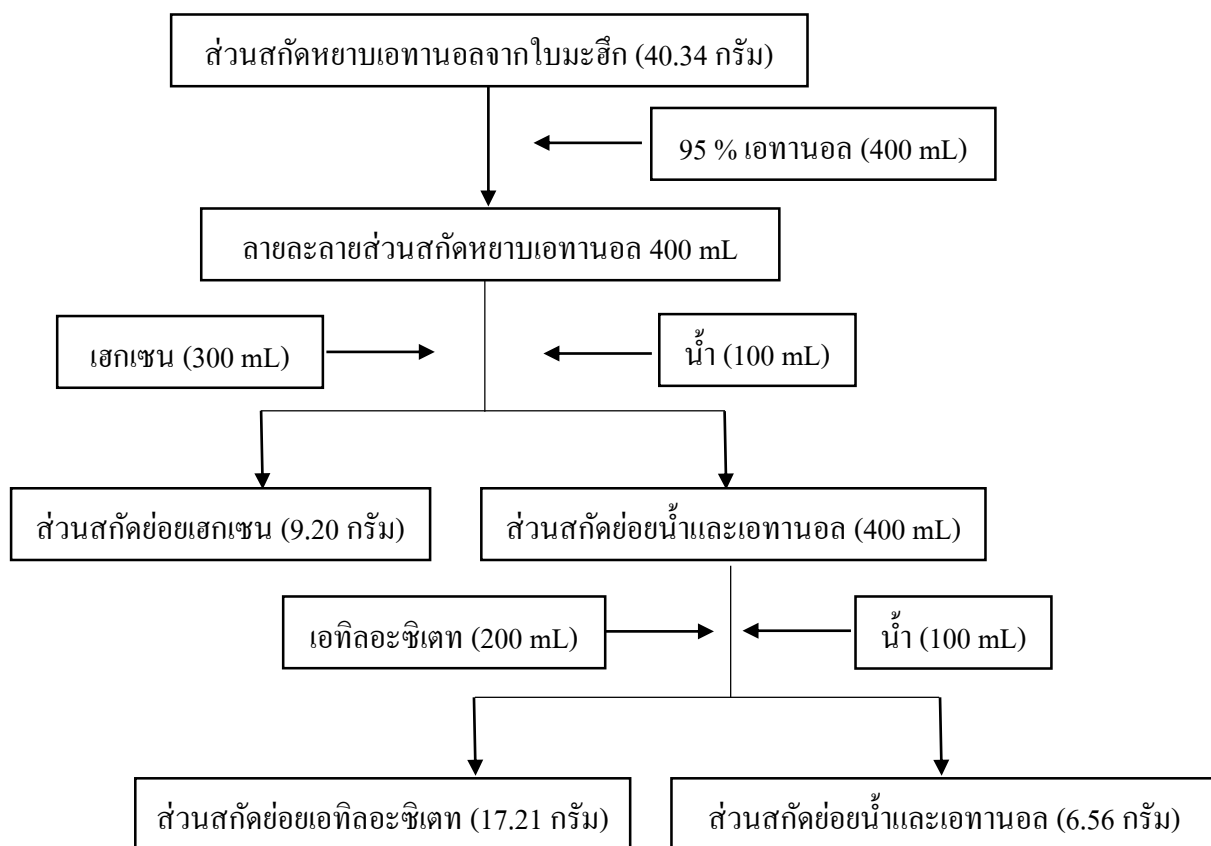 ส่วนสกัดหยาบเอทานอลจากใบมะฮึก (40.34 กรัม)
95 % เอทานอล (400 mL)
ลายละลายส่วนสกัดหยาบเอทานอล 400 mL
เฮกเซน (300 mL)
น้ำ (100 mL)
ส่วนสกัดย่อยเฮกเซน (9.20 กรัม)
ส่วนสกัดย่อยน้ำและเอทานอล (400 mL)
เอทิลอะซิเตท (200 mL)
น้ำ (100 mL)
ส่วนสกัดย่อยเอทิลอะซิเตท (17.21 กรัม)
ส่วนสกัดย่อยน้ำและเอทานอล (6.56 กรัม)